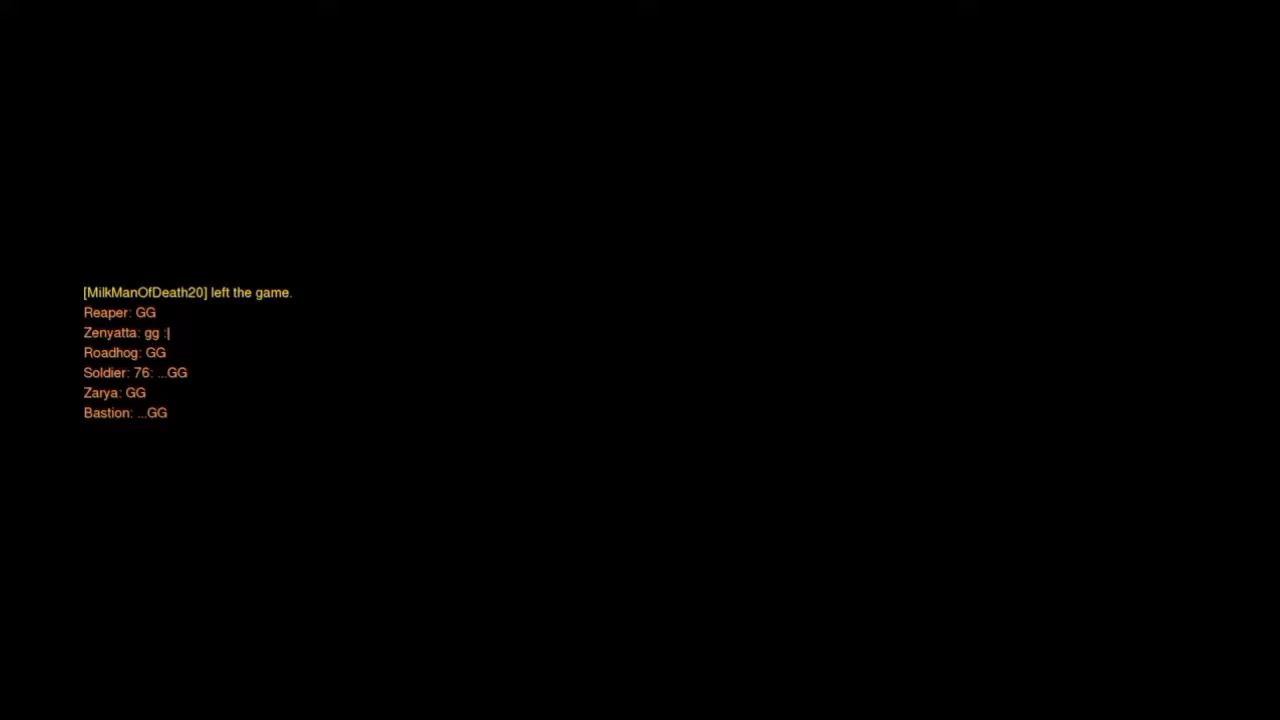 [MilkManOfDeath20] left the game.
Reaper: GG
Zenyatta: gg :|
Roadhog: GG
Soldier: 76: ...GG
Zarya: GG
Bastion: ...GG